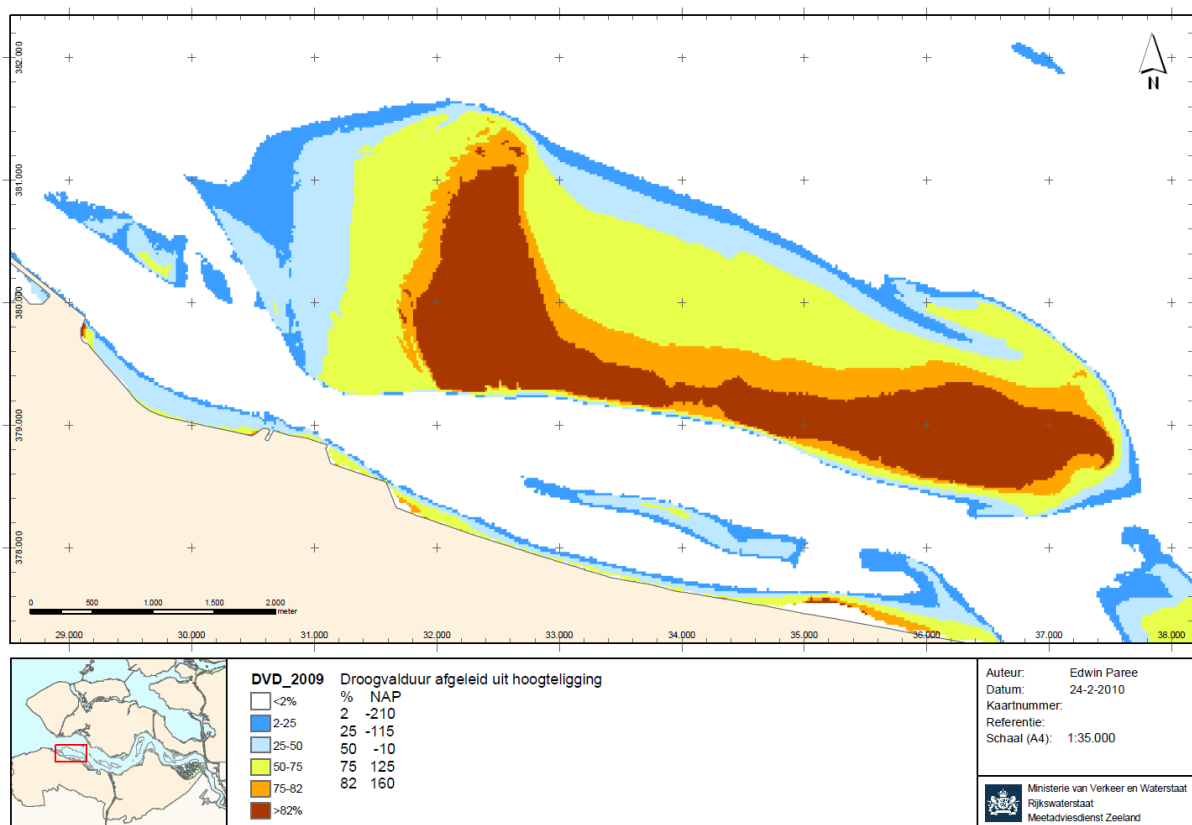 382.000
381.000
380.000
379.000
378.000
N
0 500 1.000 1.500 2.000
meter
29.000 30.000 31.000 32.000 33.000 34.000 35.000 36.000 37.000 38.000
DVD_2009 Droogvalduur afgeleid uit hoogteligging
<2%
2-25
25-50
50-75
75-82
>82%
% NAP
2 -210
25 -115
50 -10
75 125
82 160
Auteur: Edwin Paree
Datum: 24-2-2010
Kaartnummer:
Referentie:
Schaal (A4): 1:35.000
Ministerie van Verkeer en Waterstaat
Rijkswaterstaat
Meetadviesdienst Zeeland